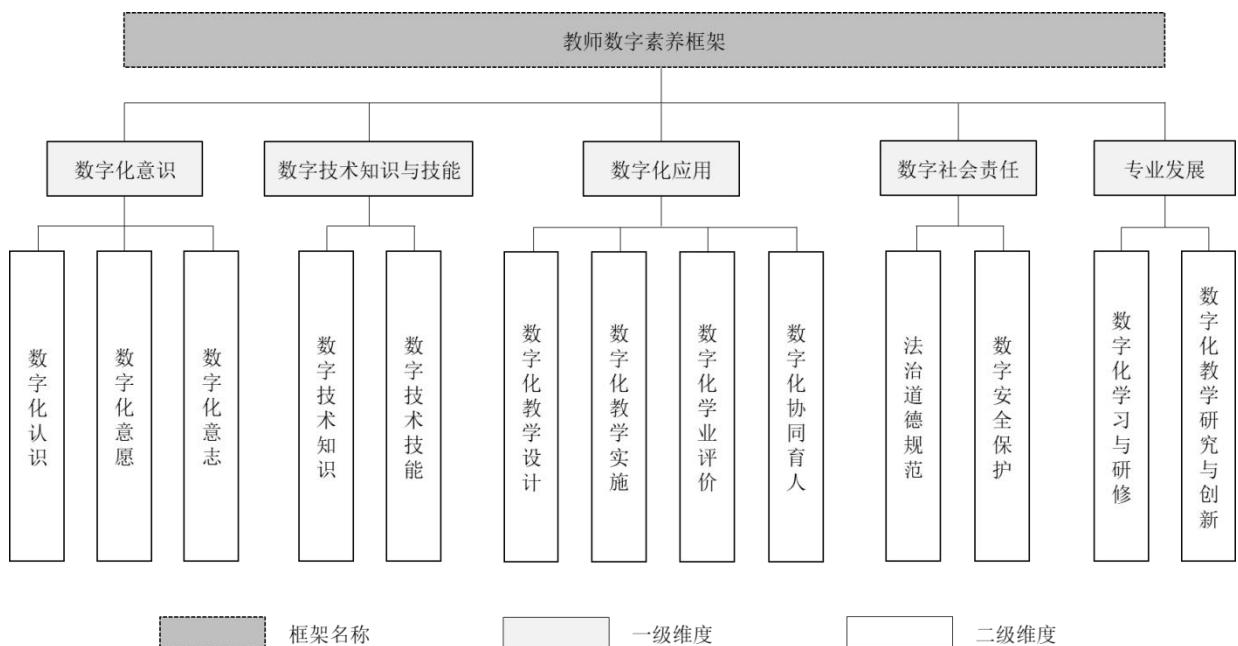 教师数字素养框架
数字化意识
数字技术知识与技能
数字化应用
数字社会责任
专业发展
数字化认识
数字化意愿
数字化意志
数字技术知识
数字技术技能
数字化教学设计
数字化教学实施
数字化学业评价
数字化协同育人
法治道德规范
数字安全保护
数字化学习与研修
数字化教学研究与创新
框架名称
一级维度
二级维度